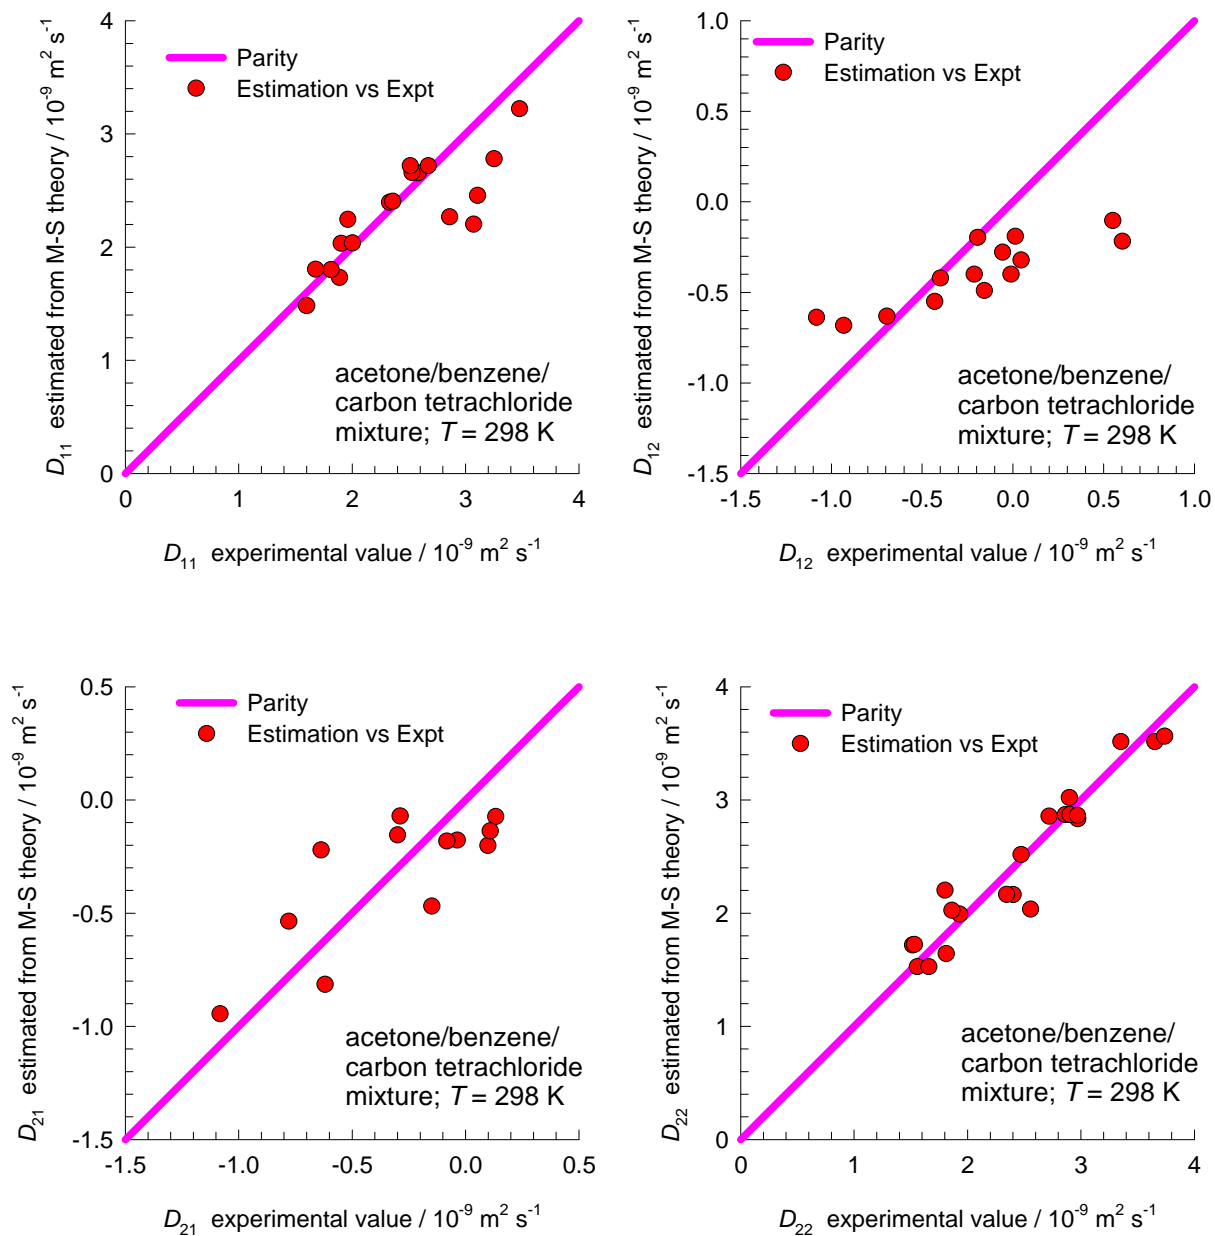 D₁₁ estimated from M-S theory / 10⁻⁹ m² s⁻¹
4
3
2
1
0
Parity
Estimation vs Expt
acetone/benzene/
carbon tetrachloride
mixture; T = 298 K
0 1 2 3 4
D₁₁ experimental value / 10⁻⁹ m² s⁻¹
D₁₂ estimated from M-S theory / 10⁻⁹ m² s⁻¹
1.0
0.5
0.0
-0.5
-1.0
-1.5
Parity
Estimation vs Expt
acetone/benzene/
carbon tetrachloride
mixture; T = 298 K
-1.5 -1.0 -0.5 0.0 0.5 1.0
D₁₂ experimental value / 10⁻⁹ m² s⁻¹
D₂₁ estimated from M-S theory / 10⁻⁹ m² s⁻¹
0.5
0.0
-0.5
-1.0
-1.5
Parity
Estimation vs Expt
acetone/benzene/
carbon tetrachloride
mixture; T = 298 K
-1.5 -1.0 -0.5 0.0 0.5
D₂₁ experimental value / 10⁻⁹ m² s⁻¹
D₂₂ estimated from M-S theory / 10⁻⁹ m² s⁻¹
4
3
2
1
0
Parity
Estimation vs Expt
acetone/benzene/
carbon tetrachloride
mixture; T = 298 K
0 1 2 3 4
D₂₂ experimental value / 10⁻⁹ m² s⁻¹